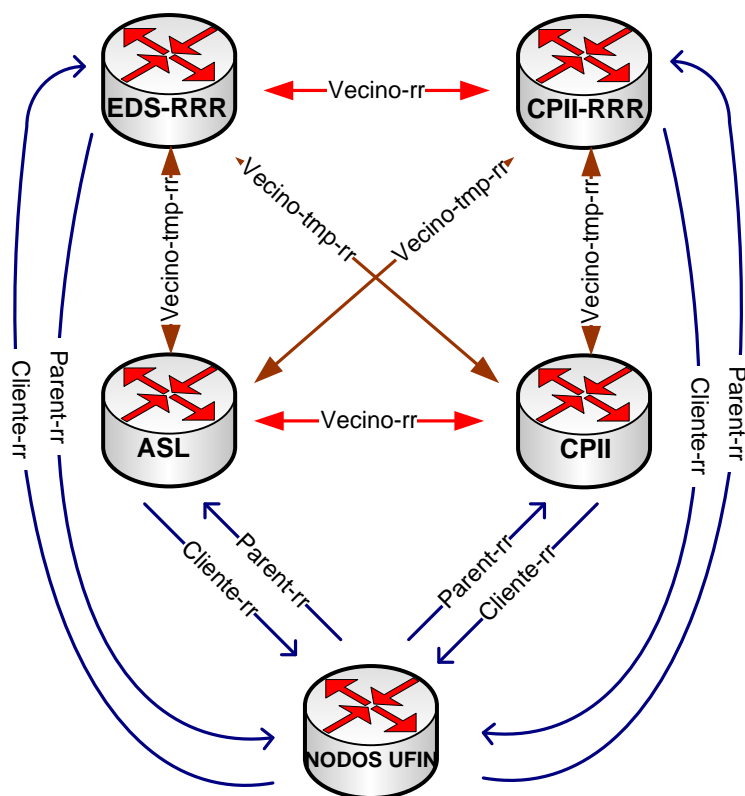 EDS-RRR
Vecino-rr
CPII-RRR
Vecino-tmp-rr
Vecino-tmp-rr
Vecino-tmp-rr
Vecino-tmp-rr
Cliente-rr
Parent-rr
Cliente-rr
Parent-rr
ASL
Vecino-rr
CPII
Cliente-rr
Parent-rr
Parent-rr
Cliente-rr
NODOS UFIN